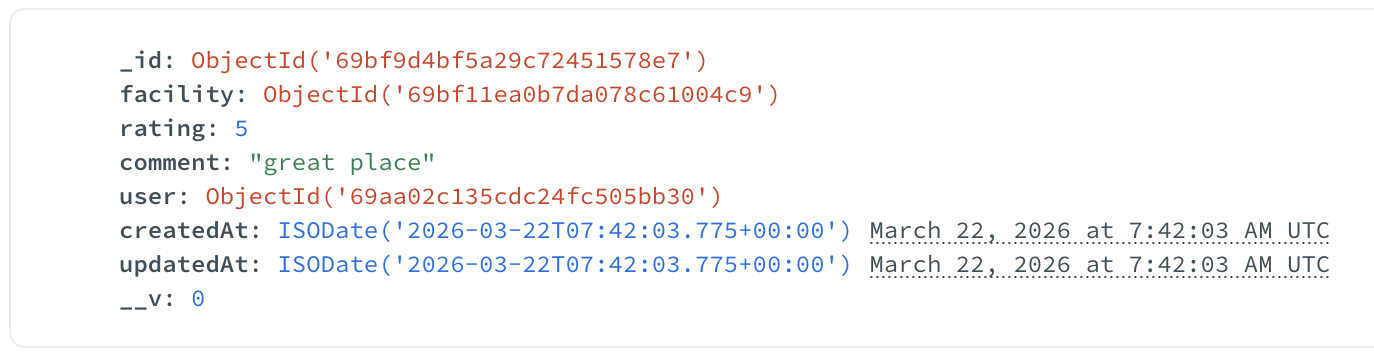 _id: ObjectId('69bf9d4bf5a29c72451578e7')
facility: ObjectId('69bf11ea0b7da078c61004c9')
rating: 5
comment: "great place"
user: ObjectId('69aa02c135cdc24fc505bb30')
createdAt: ISODate('2026-03-22T07:42:03.775+00:00') March 22, 2026 at 7:42:03 AM UTC
updatedAt: ISODate('2026-03-22T07:42:03.775+00:00') March 22, 2026 at 7:42:03 AM UTC
__v: 0